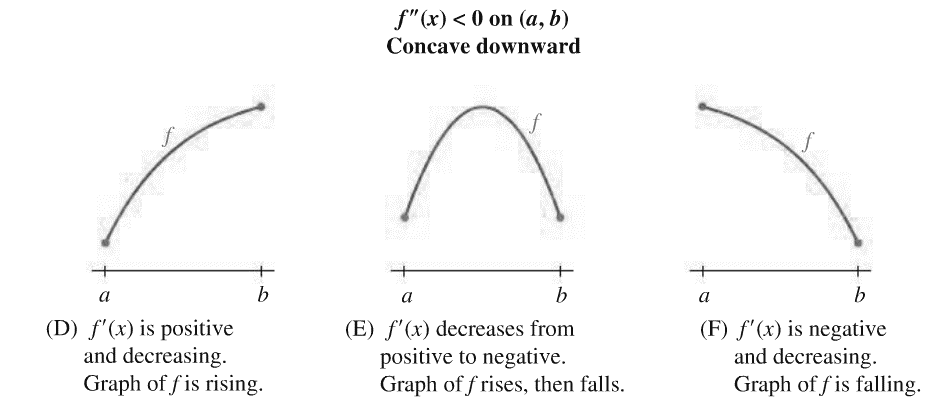 f″(x) < 0 on (a, b)
Concave downward
f
f
f
a b
a b
a b
(D) f′(x) is positive
and decreasing.
Graph of f is rising.
(E) f′(x) decreases from
positive to negative.
Graph of f rises, then falls.
(F) f′(x) is negative
and decreasing.
Graph of f is falling.